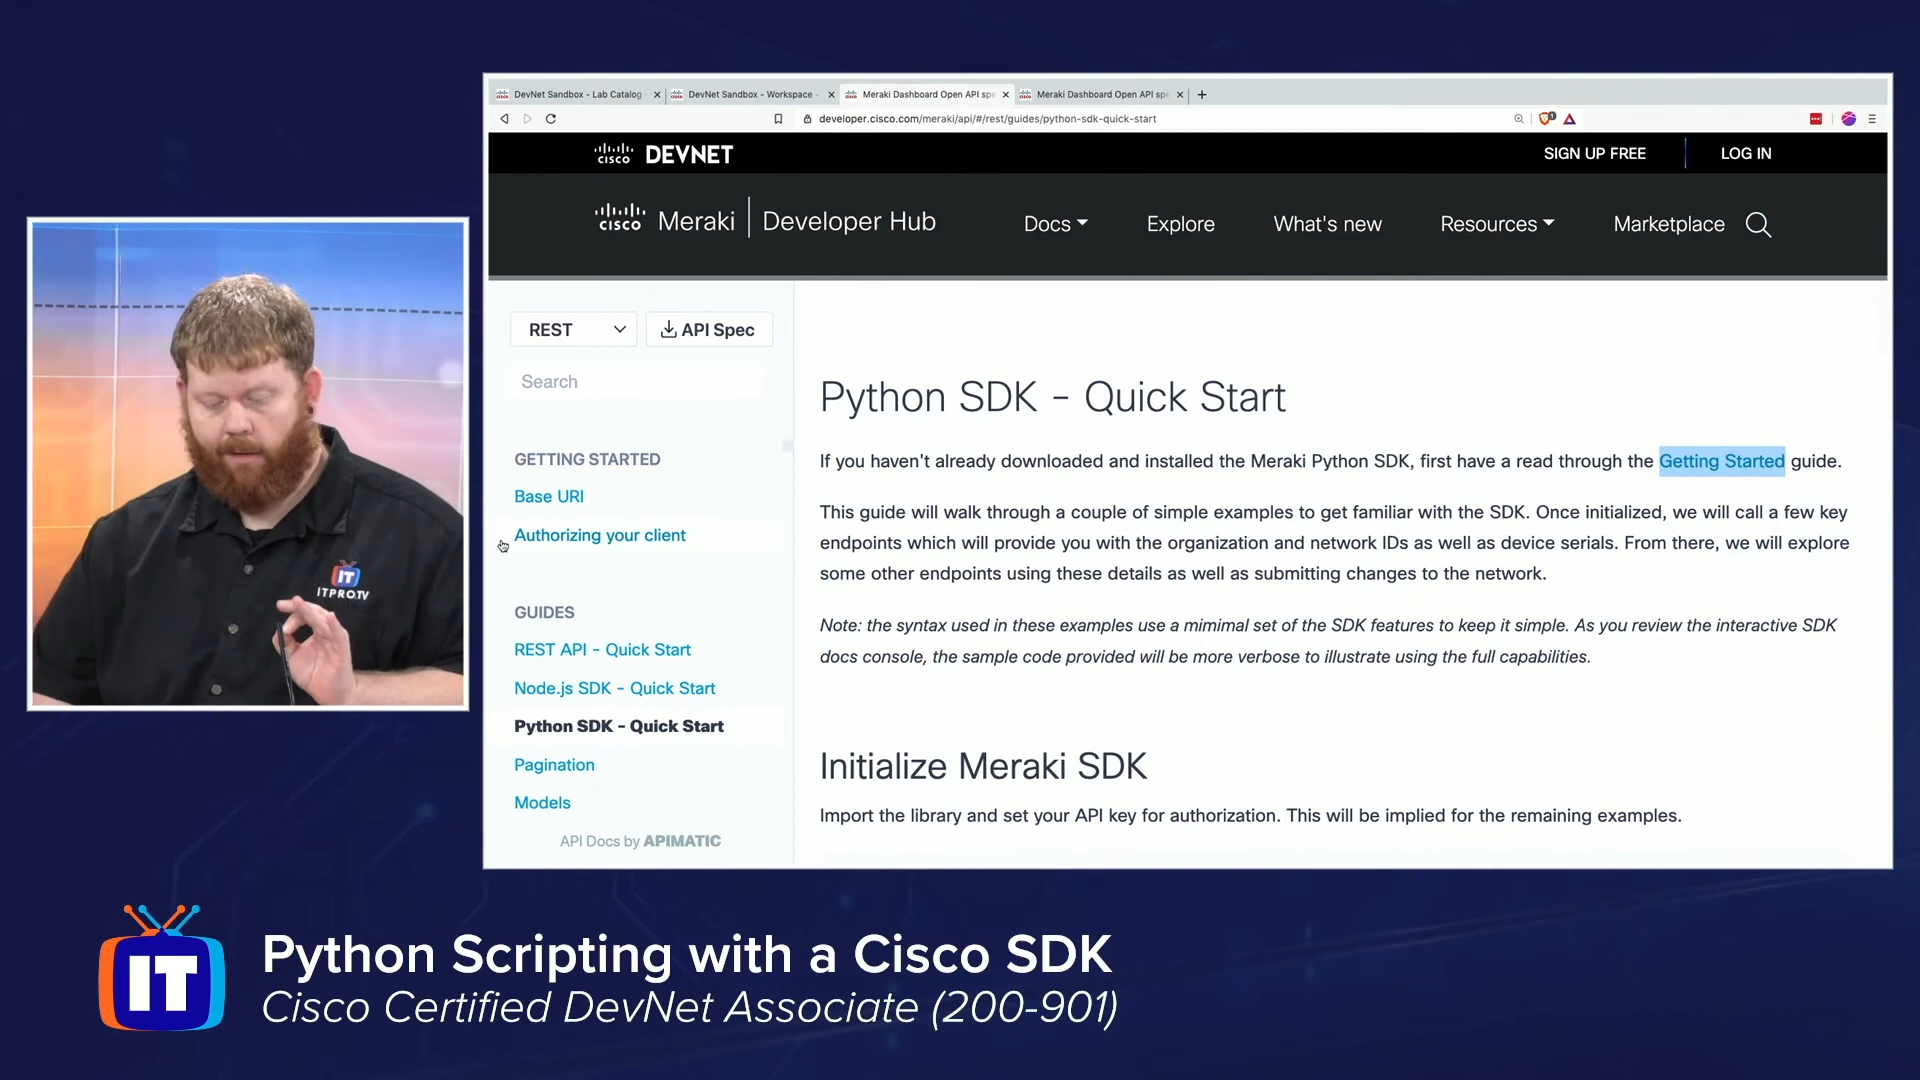 DevNet Sandbox - Lab Catalog
DevNet Sandbox - Workspace -
Meraki Dashboard Open API spe
Meraki Dashboard Open API spe
developer.cisco.com/meraki/api/#/rest/guides/python-sdk-quick-start
cisco DEVNET
SIGN UP FREE
LOG IN
cisco Meraki Developer Hub
Docs
Explore
What's new
Resources
Marketplace
REST
API Spec
Search
GETTING STARTED
Base URI
Authorizing your client
GUIDES
REST API - Quick Start
Node.js SDK - Quick Start
Python SDK - Quick Start
Pagination
Models
API Docs by APIMATIC
Python SDK - Quick Start
If you haven't already downloaded and installed the Meraki Python SDK, first have a read through the Getting Started guide.
This guide will walk through a couple of simple examples to get familiar with the SDK. Once initialized, we will call a few key
endpoints which will provide you with the organization and network IDs as well as device serials. From there, we will explore
some other endpoints using these details as well as submitting changes to the network.
Note: the syntax used in these examples use a mimimal set of the SDK features to keep it simple. As you review the interactive SDK
docs console, the sample code provided will be more verbose to illustrate using the full capabilities.
Initialize Meraki SDK
Import the library and set your API key for authorization. This will be implied for the remaining examples.
IT
ITPRO.TV
IT
Python Scripting with a Cisco SDK
Cisco Certified DevNet Associate (200-901)